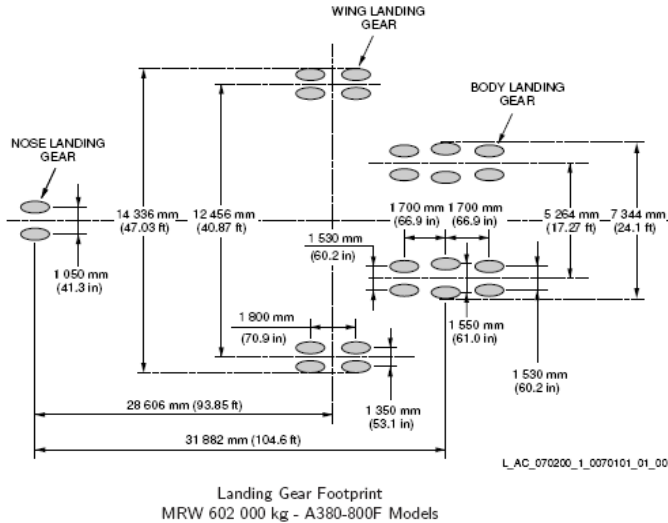 WING LANDING
GEAR
BODY LANDING
GEAR
NOSE LANDING
GEAR
14 336 mm
(47.03 ft)
12 456 mm
(40.87 ft)
1 700 mm
(66.9 in)
1 700 mm
(66.9 in)
5 264 mm
(17.27 ft)
7 344 mm
(24.1 ft)
1 530 mm
(60.2 in)
1 050 mm
(41.3 in)
1 800 mm
(70.9 in)
1 550 mm
(61.0 in)
1 530 mm
(60.2 in)
1 350 mm
(53.1 in)
28 606 mm (93.85 ft)
31 882 mm (104.6 ft)
L_AC_070200_1_0070101_01_00
Landing Gear Footprint
MRW 602 000 kg - A380-800F Models